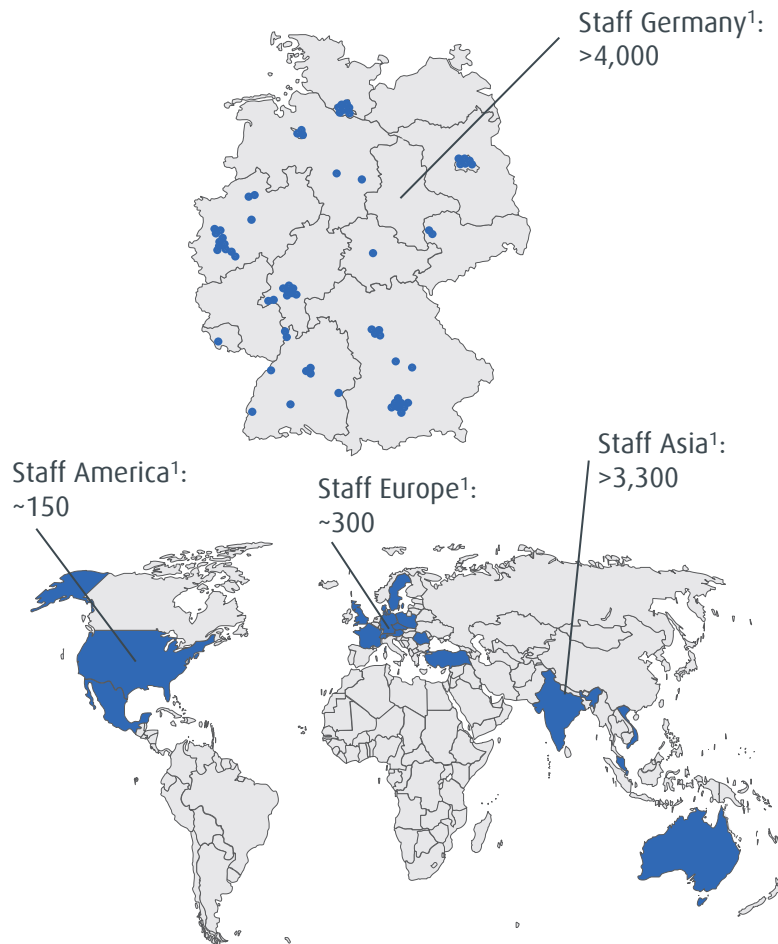 Staff Germany¹:
>4,000
Staff America¹:
~150
Staff Europe¹:
~300
Staff Asia¹:
>3,300